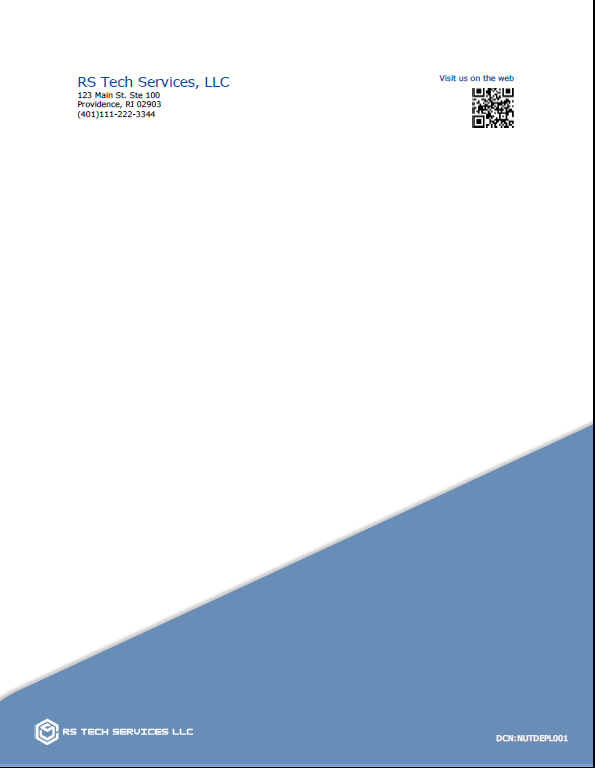 RS Tech Services, LLC
123 Main St. Ste 100
Providence, RI 02903
(401)111-222-3344
Visit us on the web
RS TECH SERVICES LLC
DCN:NUTDEPL001